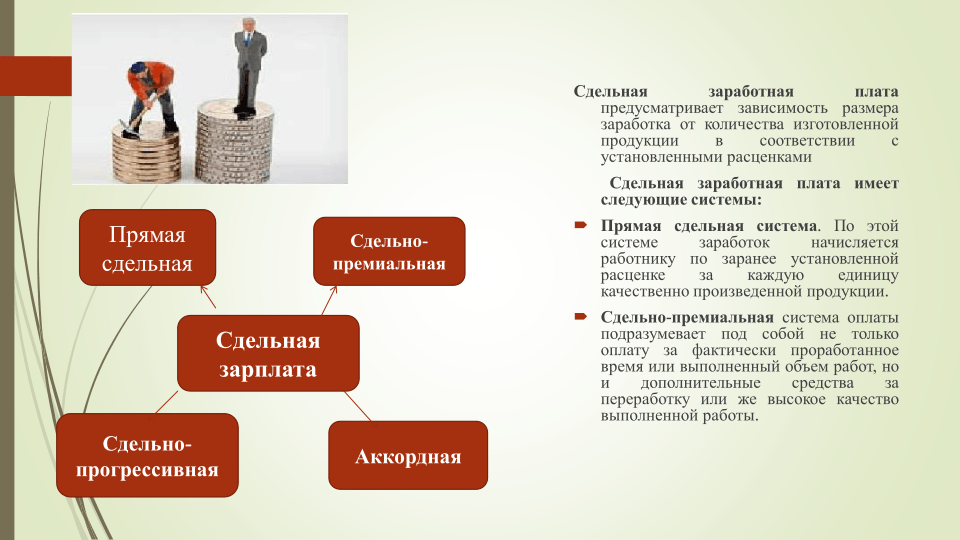 Прямая
сдельная
Сдельно-
премиальная
Сдельная
зарплата
Сдельно-
прогрессивная
Аккордная
Сдельная заработная плата
предусматривает зависимость размера
заработка от количества изготовленной
продукции в соответствии с
установленными расценками
Сдельная заработная плата имеет
следующие системы:
Прямая сдельная система. По этой
системе заработок начисляется
работнику по заранее установленной
расценке за каждую единицу
качественно произведенной продукции.
Сдельно-премиальная система оплаты
подразумевает под собой не только
оплату за фактически проработанное
время или выполненный объем работ, но
и дополнительные средства за
переработку или же высокое качество
выполненной работы.